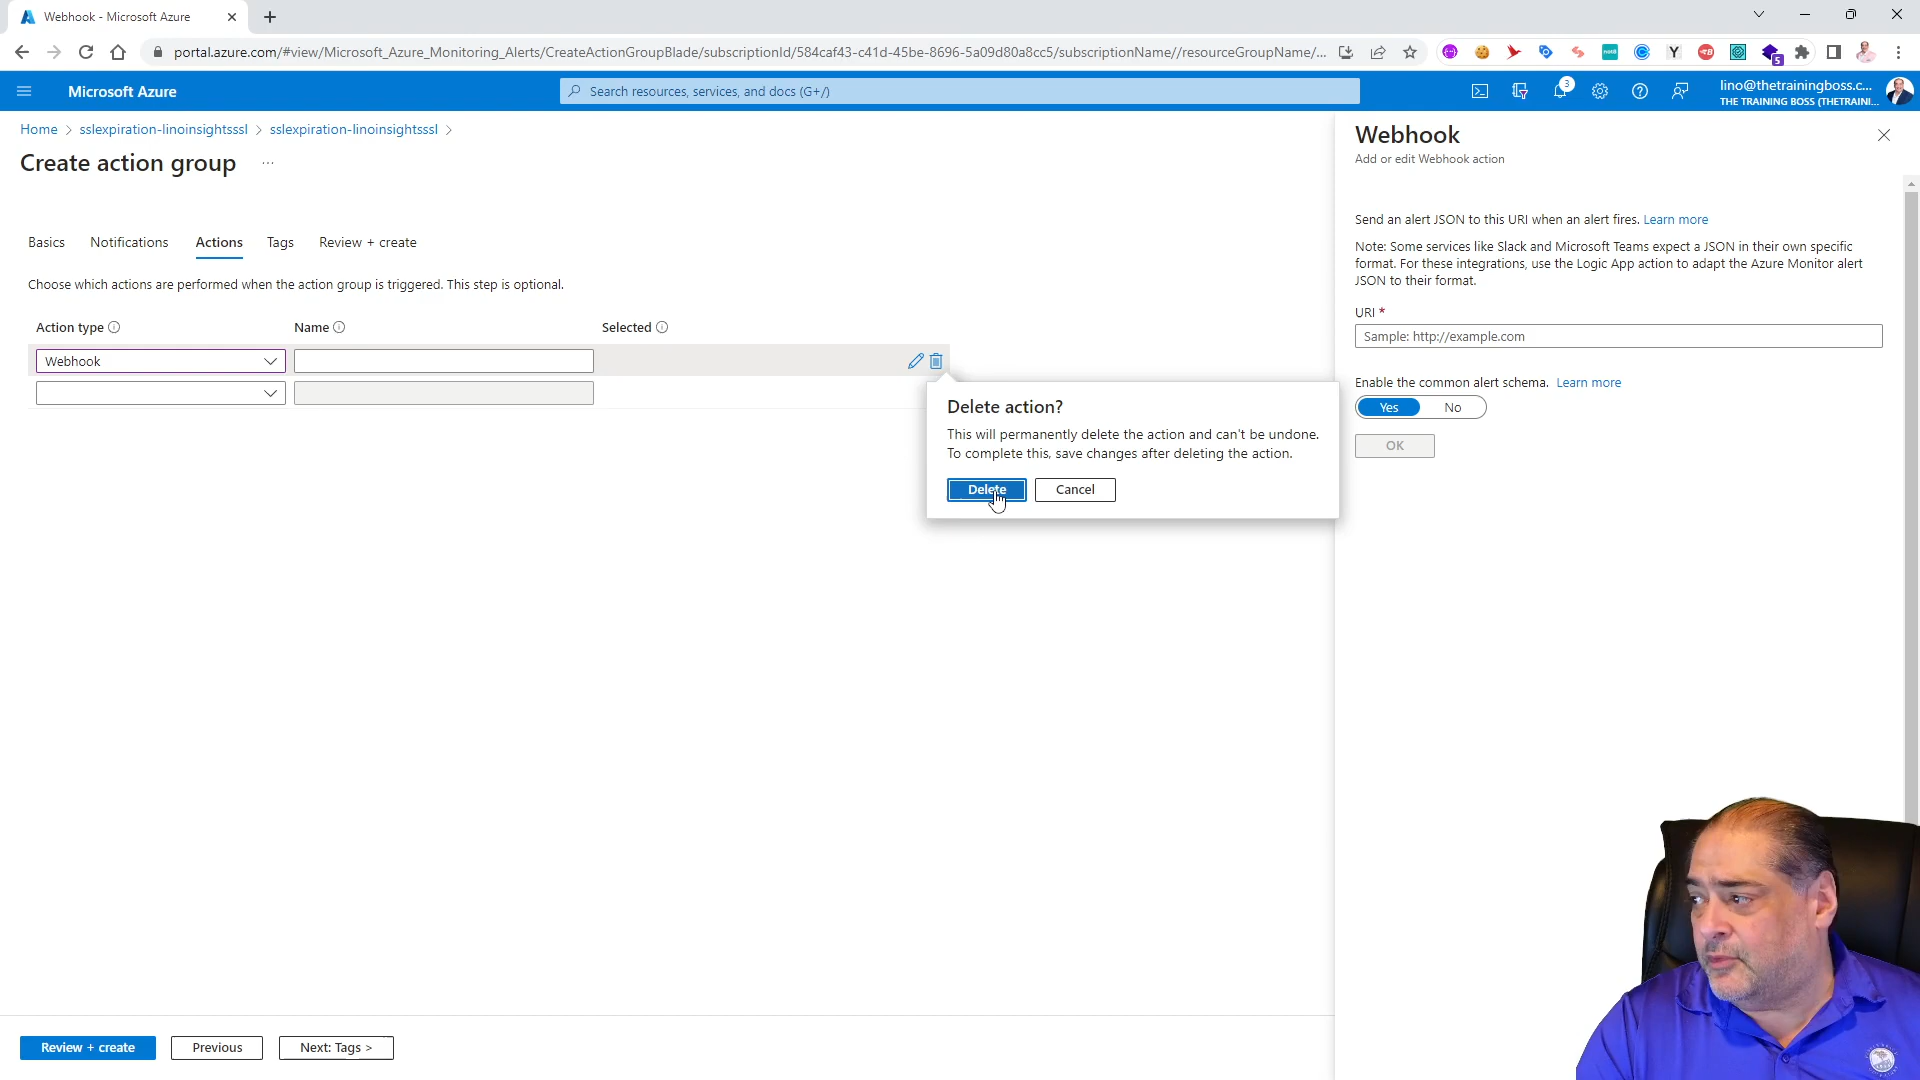 Webhook - Microsoft Azure
portal.azure.com/#view/Microsoft_Azure_Monitoring_Alerts/CreateActionGroupBlade/subscriptionId/584caf43-c41d-45be-8696-5a09d80a8cc5/subscriptionName//resourceGroupName/...
Microsoft Azure
Search resources, services, and docs (G+/)
3
5
lino@thetrainingboss.c...
THE TRAINING BOSS (THETRAINI...
Home > sslexpiration-linoinsightsssl > sslexpiration-linoinsightsssl >
Create action group ...
Basics Notifications Actions Tags Review + create
Choose which actions are performed when the action group is triggered. This step is optional.
Action type Name Selected
Webhook
Delete action?
This will permanently delete the action and can't be undone.
To complete this, save changes after deleting the action.
Delete Cancel
Review + create Previous Next: Tags >
Webhook
Add or edit Webhook action
Send an alert JSON to this URI when an alert fires. Learn more
Note: Some services like Slack and Microsoft Teams expect a JSON in their own specific
format. For these integrations, use the Logic App action to adapt the Azure Monitor alert
JSON to their format.
URI *
Sample: http://example.com
Enable the common alert schema. Learn more
Yes No
OK